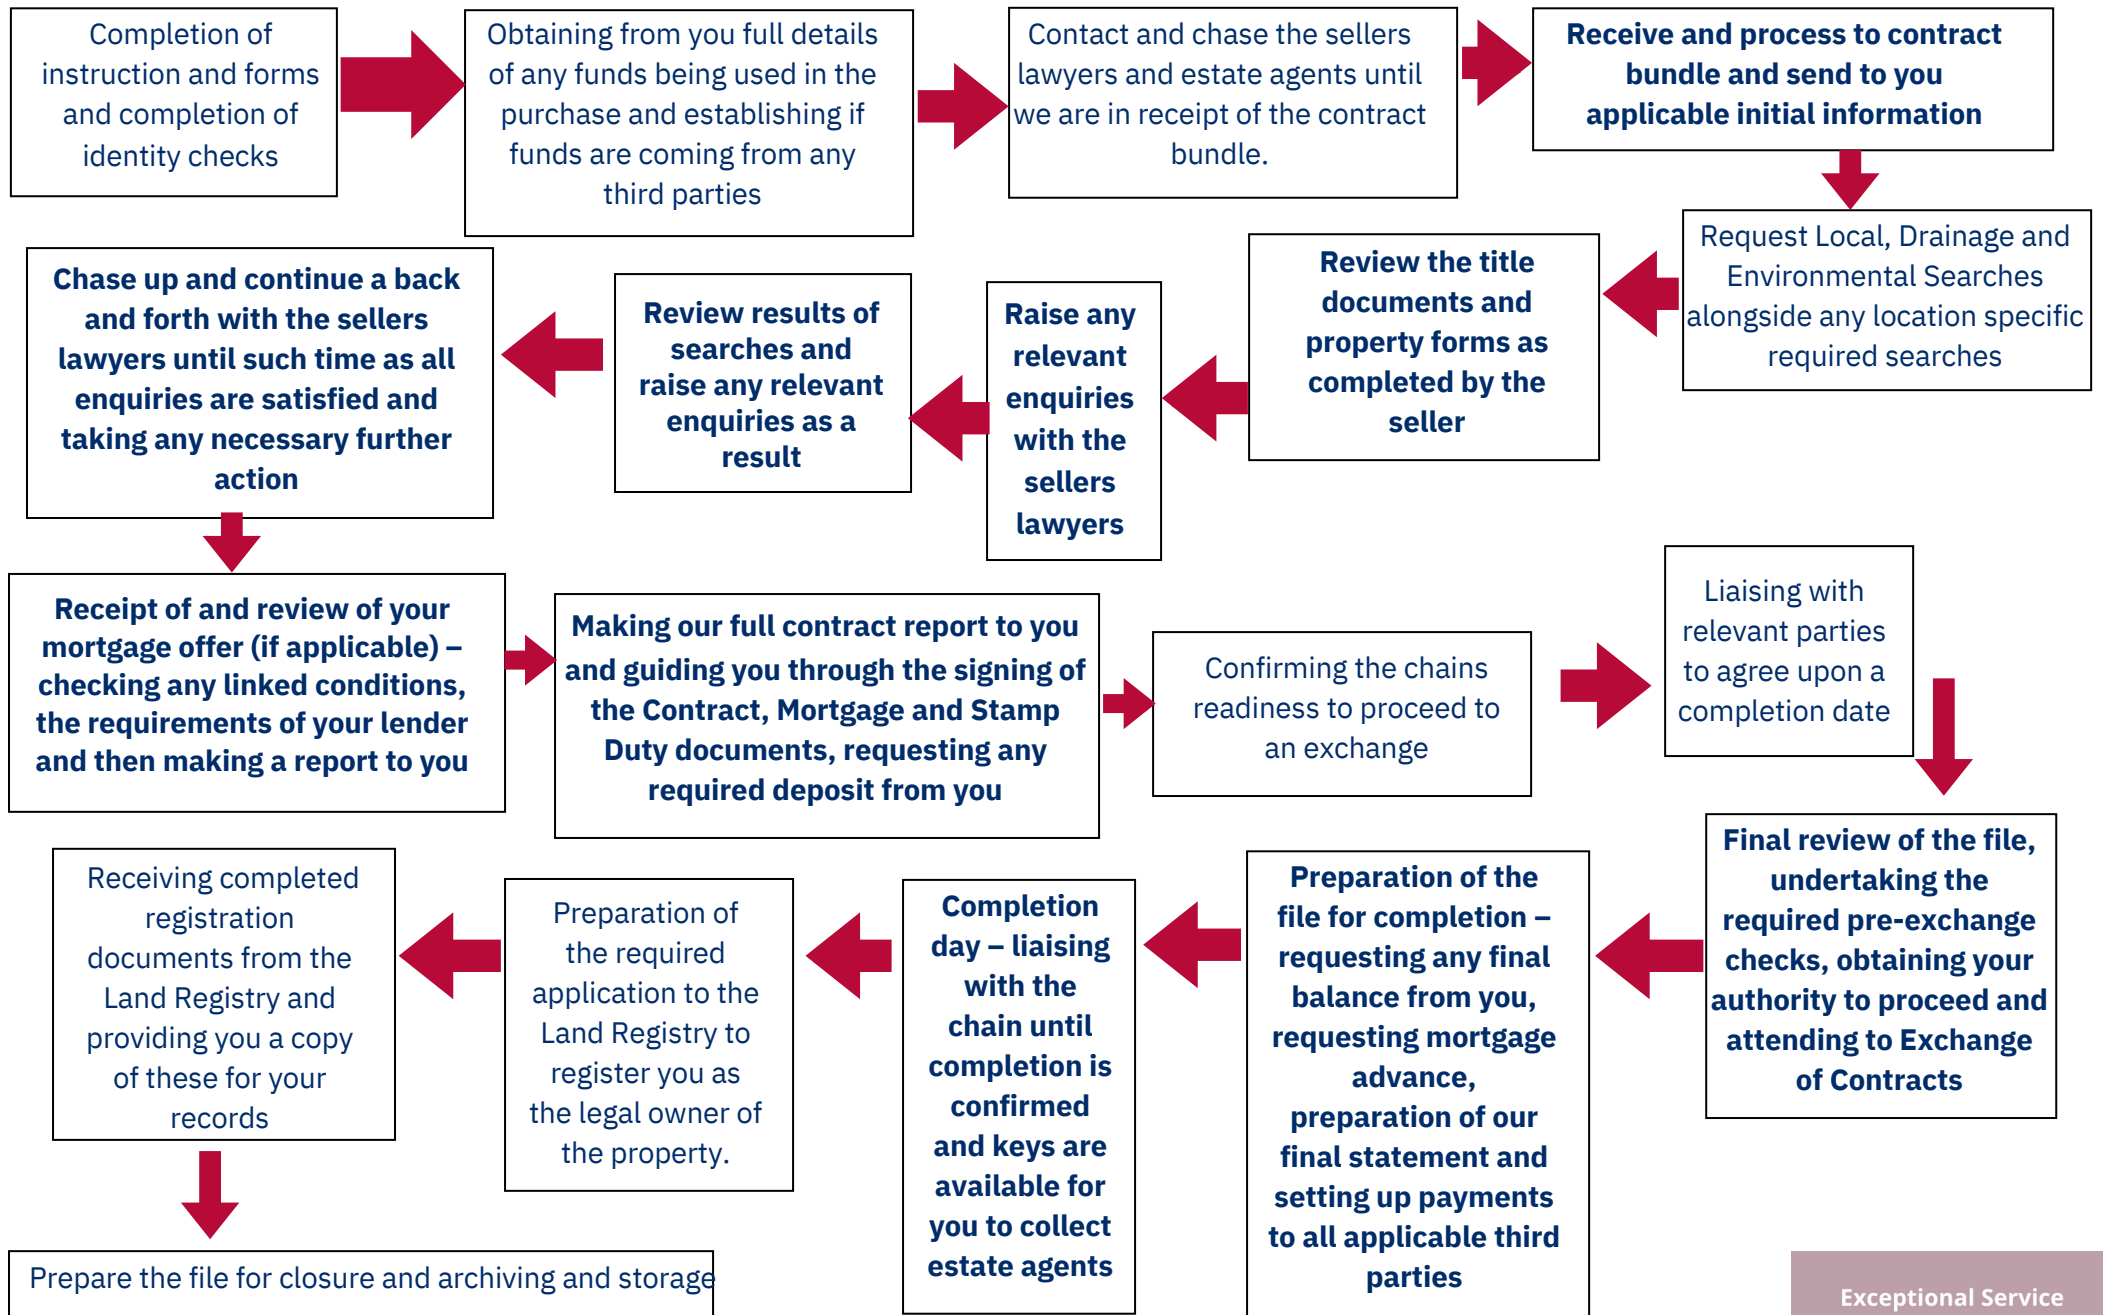 Completion of
instruction and forms
and completion of
identity checks
Obtaining from you full details
of any funds being used in the
purchase and establishing if
funds are coming from any
third parties
Contact and chase the sellers
lawyers and estate agents until
we are in receipt of the contract
bundle.
Receive and process to contract
bundle and send to you
applicable initial information
Request Local, Drainage and
Environmental Searches
alongside any location specific
required searches
Review the title
documents and
property forms as
completed by the
seller
Raise any
relevant
enquiries
with the
sellers
lawyers
Review results of
searches and
raise any relevant
enquiries as a
result
Chase up and continue a back
and forth with the sellers
lawyers until such time as all
enquiries are satisfied and
taking any necessary further
action
Receipt of and review of your
mortgage offer (if applicable) –
checking any linked conditions,
the requirements of your lender
and then making a report to you
Making our full contract report to you
and guiding you through the signing of
the Contract, Mortgage and Stamp
Duty documents, requesting any
required deposit from you
Confirming the chains
readiness to proceed to
an exchange
Liaising with
relevant parties
to agree upon a
completion date
Final review of the file,
undertaking the
required pre-exchange
checks, obtaining your
authority to proceed and
attending to Exchange
of Contracts
Preparation of the
file for completion –
requesting any final
balance from you,
requesting mortgage
advance,
preparation of our
final statement and
setting up payments
to all applicable third
parties
Completion
day – liaising
with the
chain until
completion is
confirmed
and keys are
available for
you to collect
estate agents
Preparation of
the required
application to the
Land Registry to
register you as
the legal owner of
the property.
Receiving completed
registration
documents from the
Land Registry and
providing you a copy
of these for your
records
Prepare the file for closure and archiving and storage
Exceptional Service